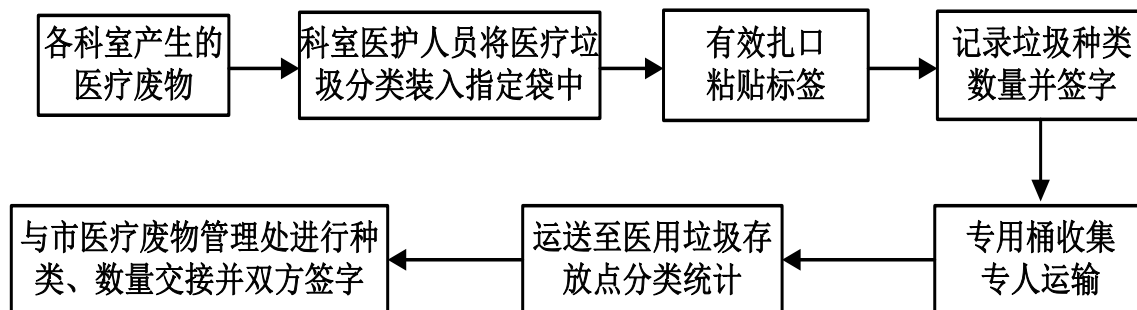 各科室产生的
医疗废物
科室医护人员将医疗垃
圾分类装入指定袋中
有效扎口
粘贴标签
记录垃圾种类
数量并签字
专用桶收集
专人运输
运送至医用垃圾存
放点分类统计
与市医疗废物管理处进行种
类、数量交接并双方签字